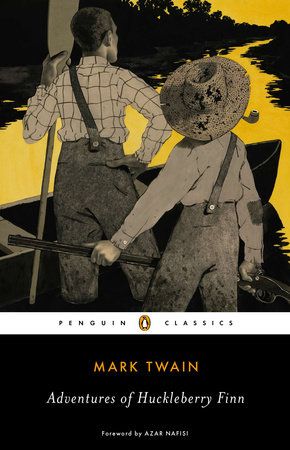 PENGUIN CLASSICS
MARK TWAIN
Adventures of Huckleberry Finn
Foreword by AZAR NAFISI